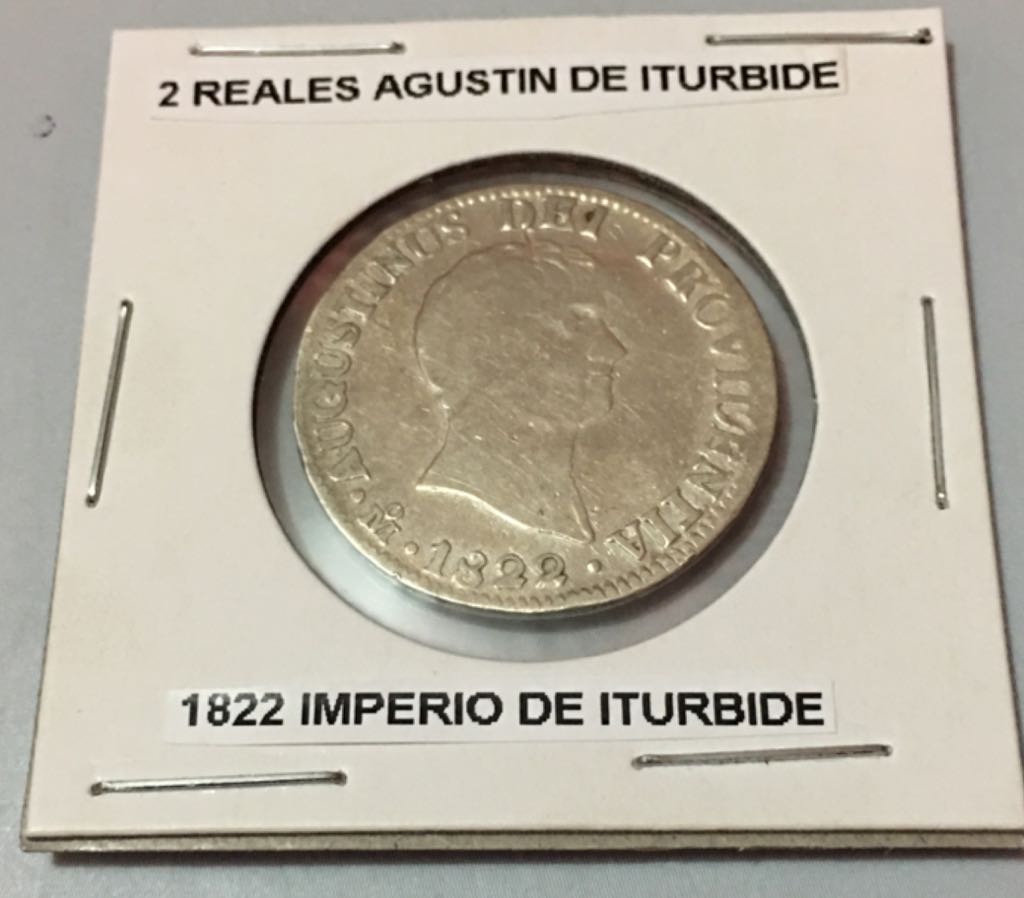 2 REALES AGUSTIN DE ITURBIDE
AUGUSTINUS DEI PROVIDENTIA
· M̊ · 1822 ·
1822 IMPERIO DE ITURBIDE